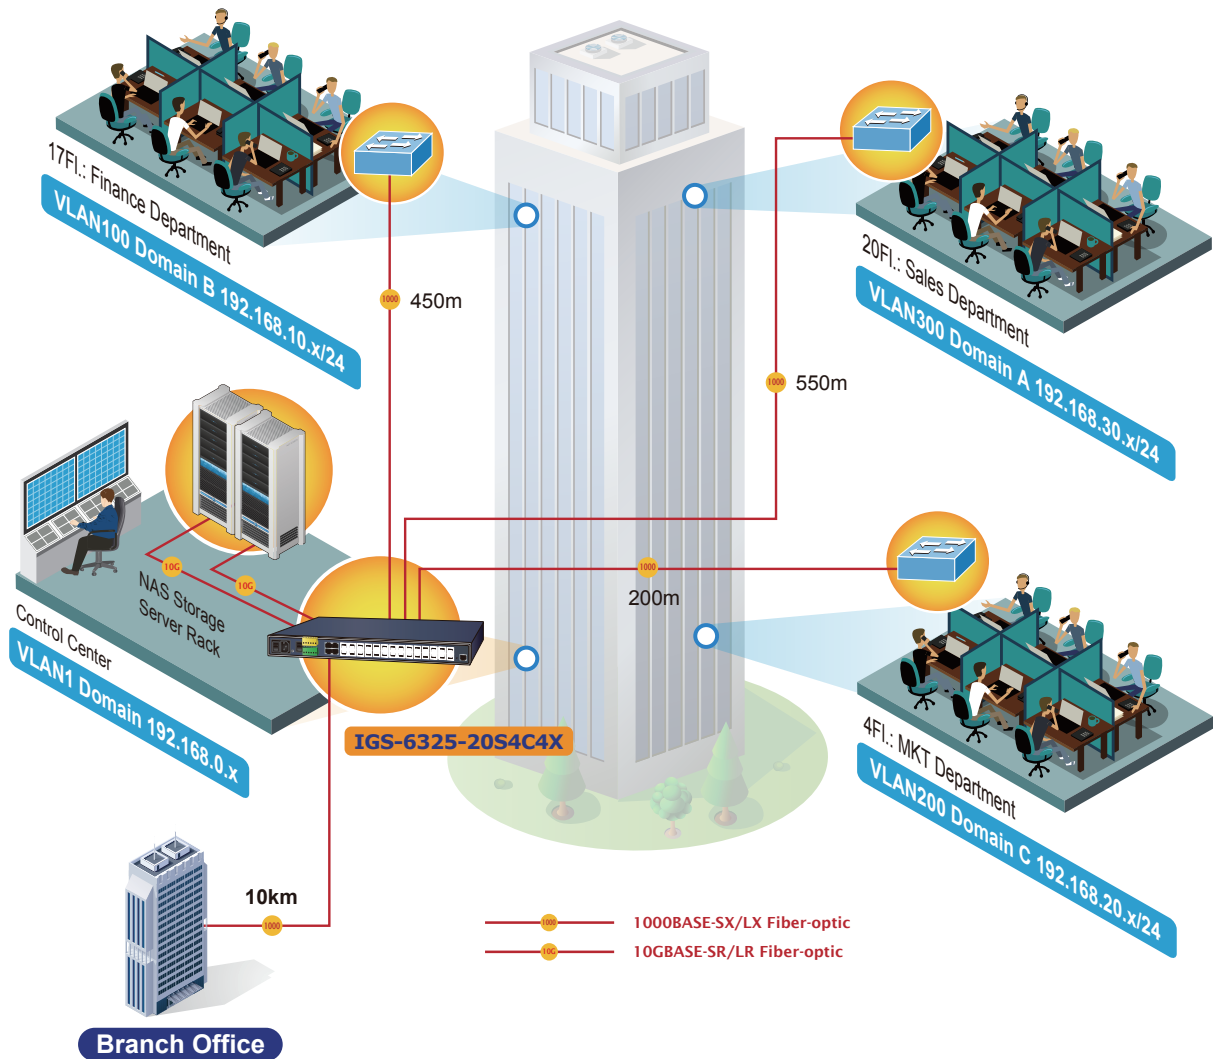 17Fl.: Finance Department
VLAN100 Domain B 192.168.10.x/24
1000
450m
20Fl.: Sales Department
VLAN300 Domain A 192.168.30.x/24
1000
550m
10G
10G
NAS Storage
Server Rack
Control Center
VLAN1 Domain 192.168.0.x
IGS-6325-20S4C4X
1000
200m
4Fl.: MKT Department
VLAN200 Domain C 192.168.20.x/24
10km
1000
Branch Office
1000
1000BASE-SX/LX Fiber-optic
10G
10GBASE-SR/LR Fiber-optic